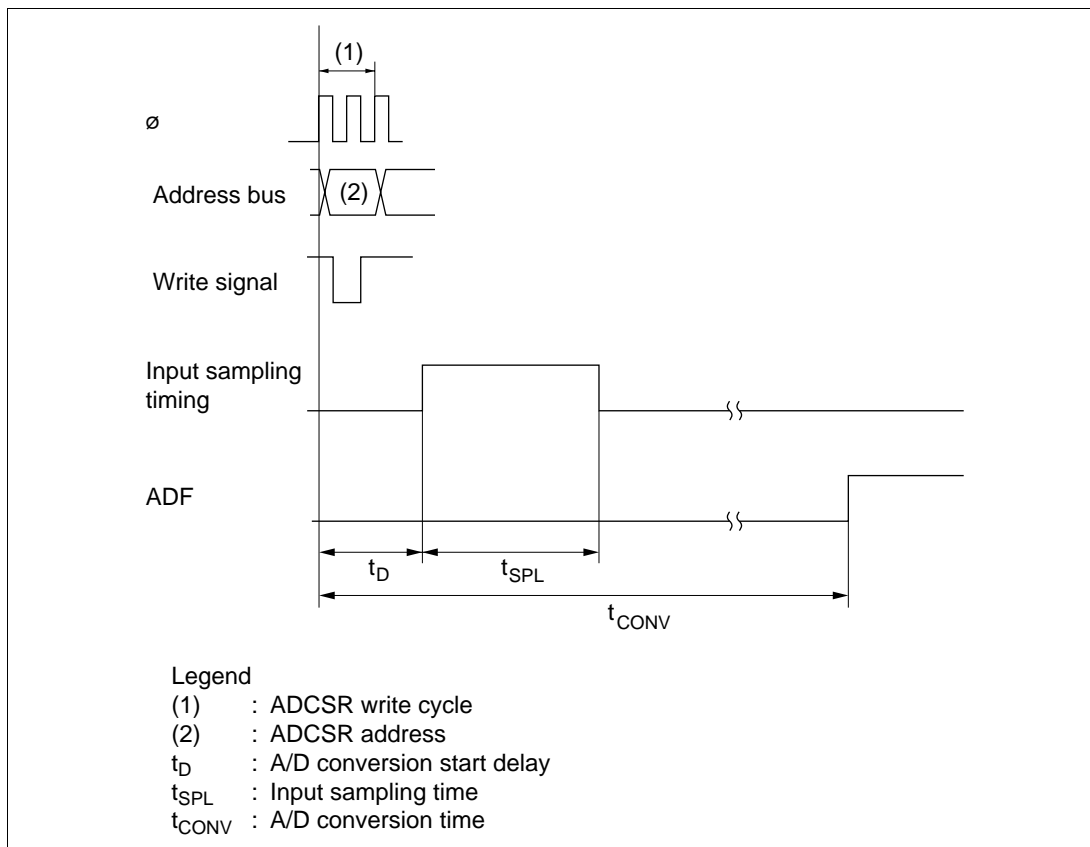 (1)
ø
Address bus
(2)
Write signal
Input sampling
timing
ADF
tD
tSPL
tCONV
Legend
(1) : ADCSR write cycle
(2) : ADCSR address
tD : A/D conversion start delay
tSPL : Input sampling time
tCONV : A/D conversion time